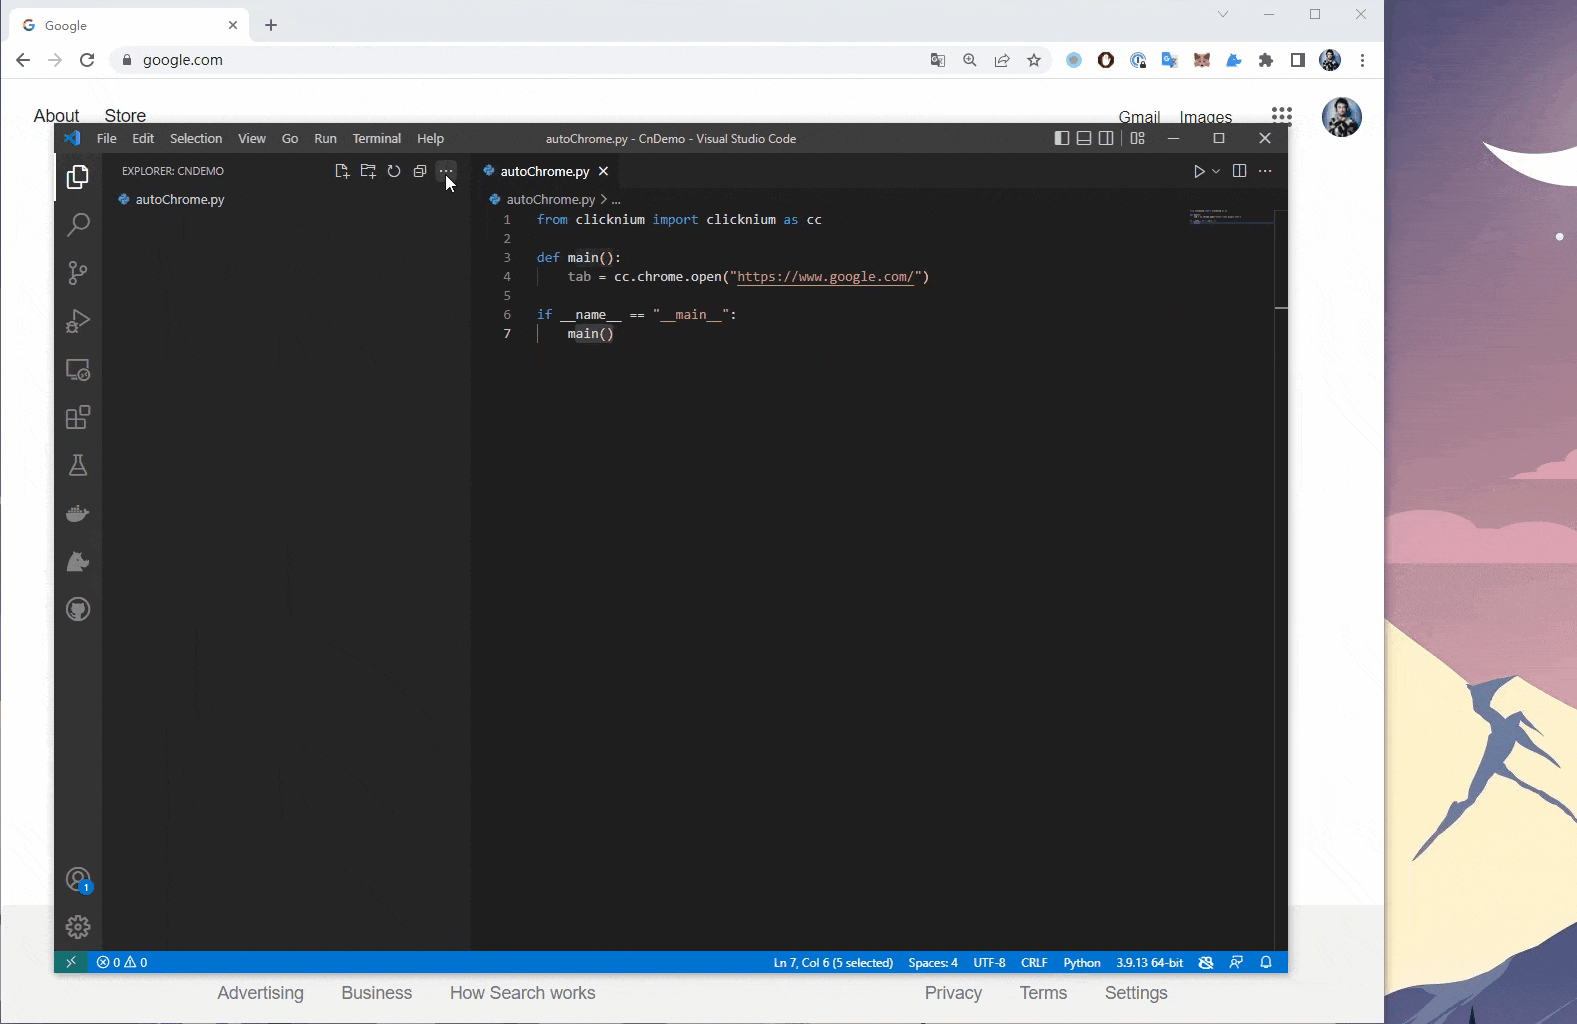 Google
google.com
About Store
Gmail Images
File Edit Selection View Go Run Terminal Help
autoChrome.py - CnDemo - Visual Studio Code
EXPLORER: CNDEMO
autoChrome.py
autoChrome.py
autoChrome.py > ...
1 from clicknium import clicknium as cc
2
3 def main():
4 tab = cc.chrome.open("https://www.google.com/")
5
6 if __name__ == "__main__":
7 main()
1
0 0
Ln 7, Col 6 (5 selected) Spaces: 4 UTF-8 CRLF Python 3.9.13 64-bit
Advertising Business How Search works
Privacy Terms Settings